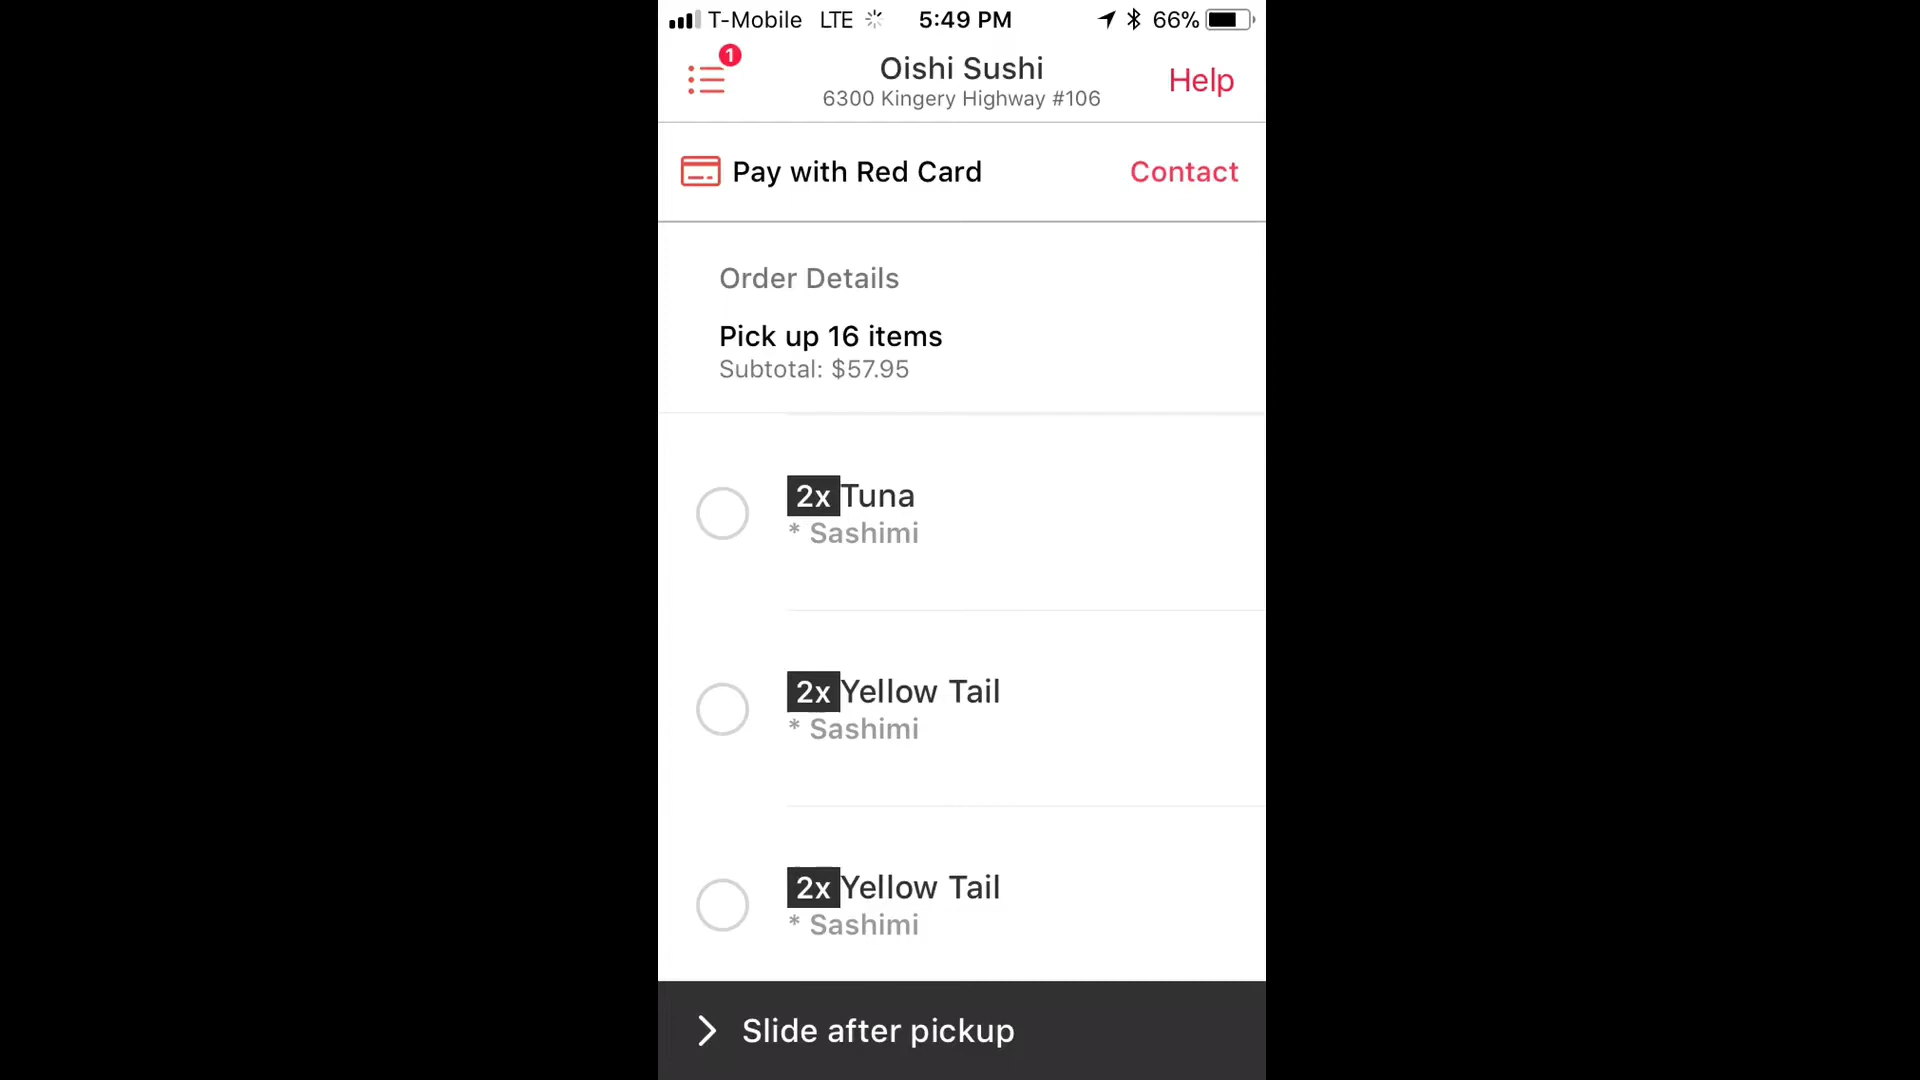 T-Mobile LTE 5:49 PM 66%
1
Oishi Sushi
6300 Kingery Highway #106
Help
Pay with Red Card
Contact
Order Details
Pick up 16 items
Subtotal: $57.95
2x Tuna
* Sashimi
2x Yellow Tail
* Sashimi
2x Yellow Tail
* Sashimi
Slide after pickup